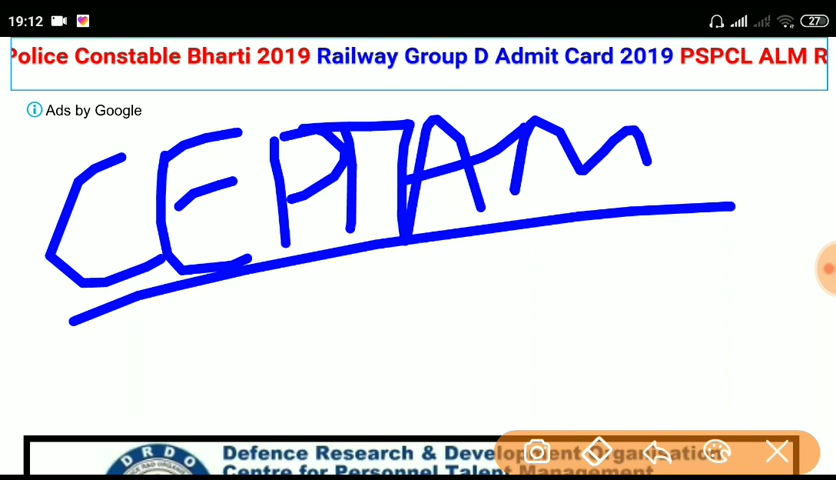 19:12 27
Police Constable Bharti 2019 Railway Group D Admit Card 2019 PSPCL ALM R
Ads by Google
CEPTAM
DRDO
Defence Research & Development Organisation
Centre for Personnel Talent Management